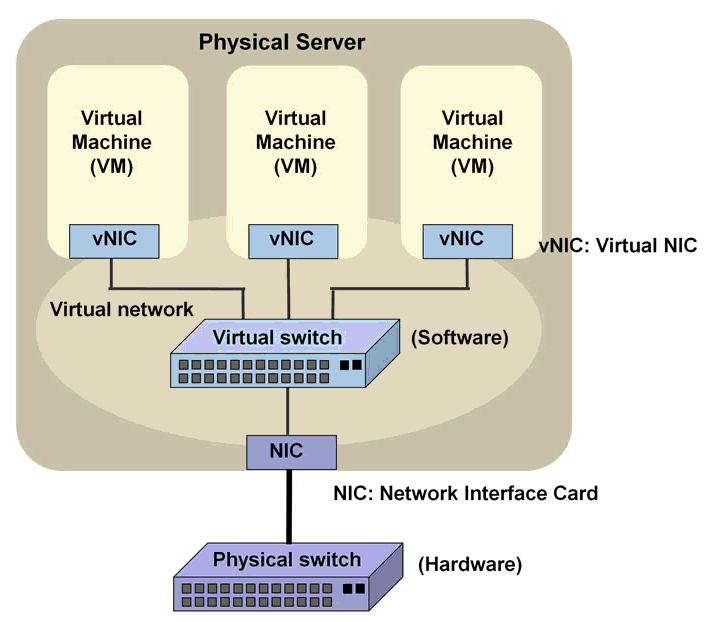 Physical Server
Virtual
Machine
(VM)
Virtual
Machine
(VM)
Virtual
Machine
(VM)
vNIC
vNIC
vNIC
vNIC: Virtual NIC
Virtual network
Virtual switch
(Software)
NIC
NIC: Network Interface Card
Physical switch
(Hardware)